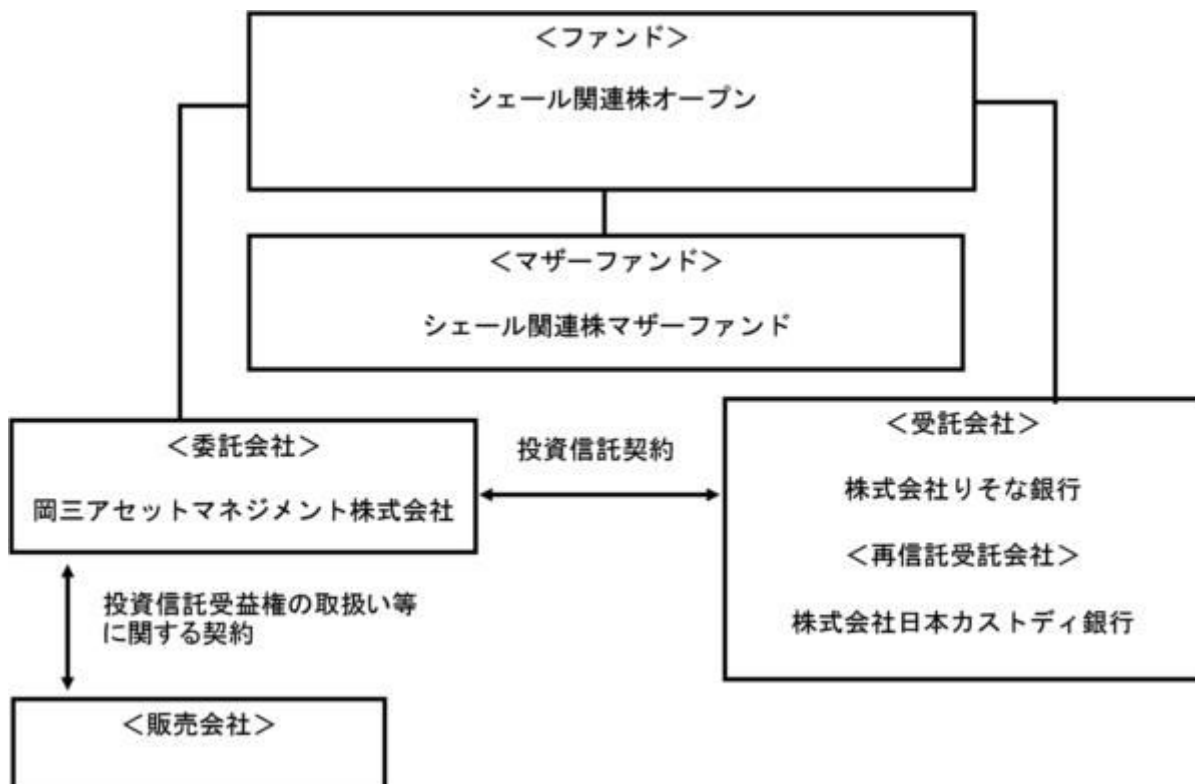 ＜ファンド＞
シェール関連株オープン
＜マザーファンド＞
シェール関連株マザーファンド
＜委託会社＞
岡三アセットマネジメント株式会社
投資信託契約
＜受託会社＞
株式会社りそな銀行
＜再信託受託会社＞
株式会社日本カストディ銀行
投資信託受益権の取扱い等
に関する契約
＜販売会社＞